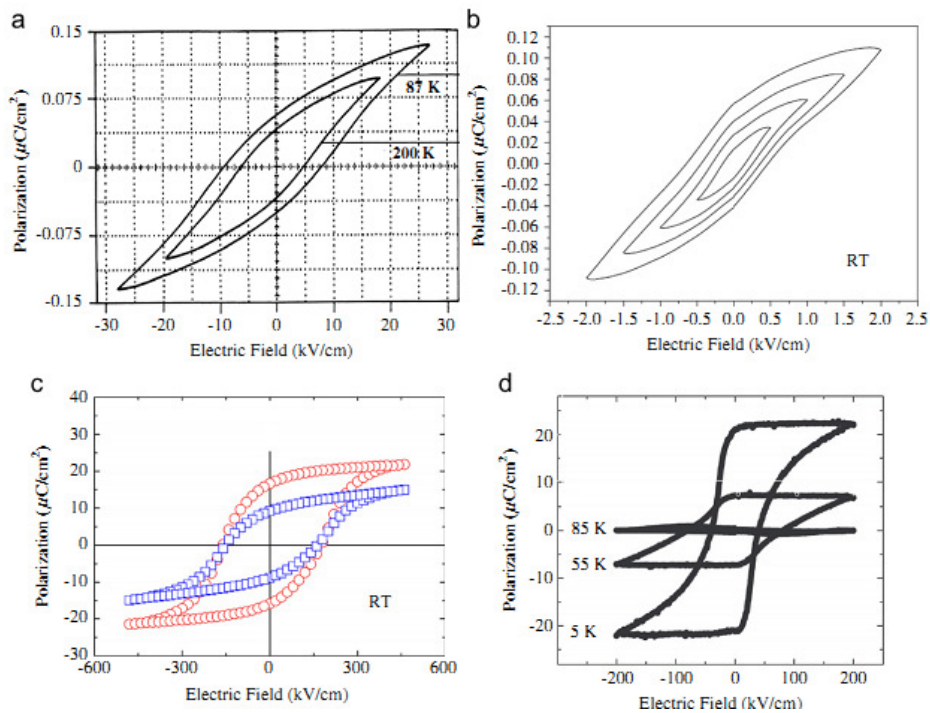 a
Polarization (μC/cm²)
0.15
0.075
0
-0.075
-0.15
87 K
200 K
-30 -20 -10 0 10 20 30
Electric Field (kV/cm)
b
Polarization (μC/cm²)
0.12
0.10
0.08
0.06
0.04
0.02
0.00
-0.02
-0.04
-0.06
-0.08
-0.10
-0.12
RT
-2.5 -2.0 -1.5 -1.0 -0.5 0.0 0.5 1.0 1.5 2.0 2.5
Electric Field (kV/cm)
c
Polarization (μC/cm²)
40
30
20
10
0
-10
-20
-30
RT
-600 -300 0 300 600
Electric Field (kV/cm)
d
Polarization (μC/cm²)
20
10
0
-10
-20
85 K
55 K
5 K
-200 -100 0 100 200
Electric Field (kV/cm)